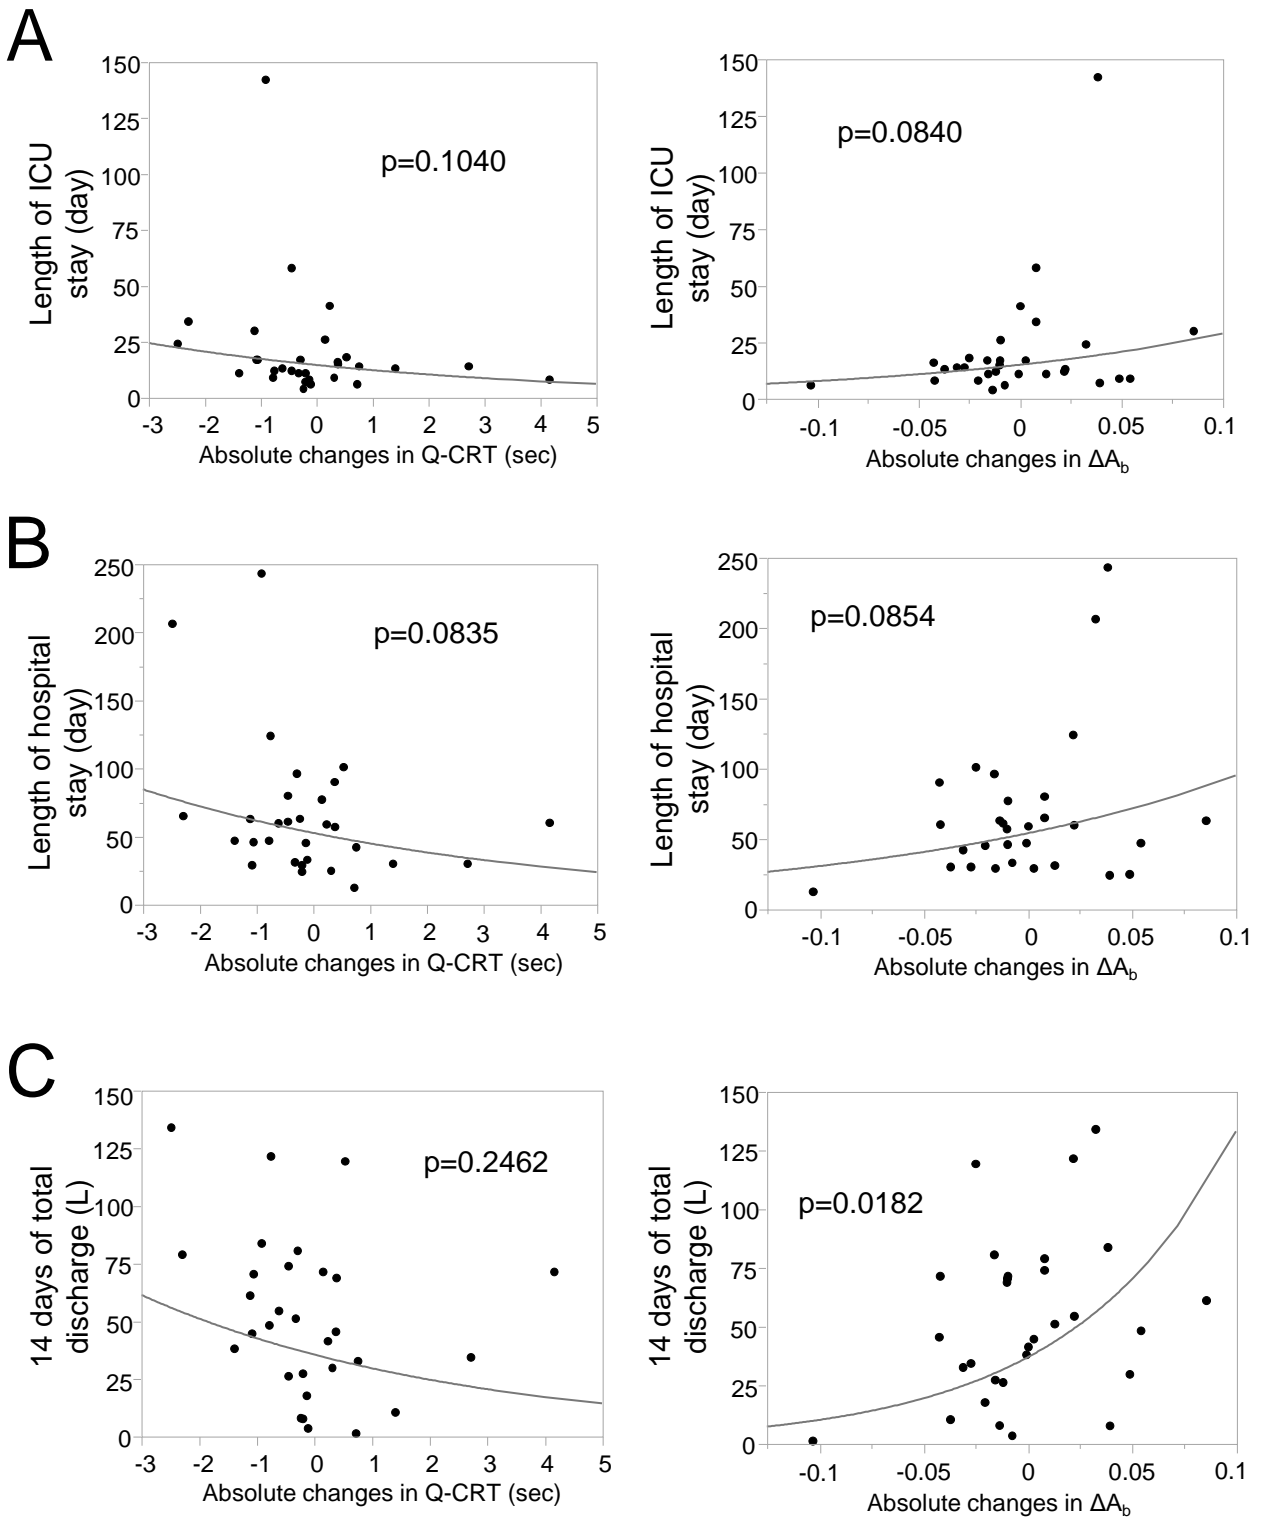 A
Length of ICU
stay (day)
150
125
100
75
50
25
0
p=0.1040
-3 -2 -1 0 1 2 3 4 5
Absolute changes in Q-CRT (sec)
Length of ICU
stay (day)
150
125
100
75
50
25
0
p=0.0840
-0.1 -0.05 0 0.05 0.1
Absolute changes in ΔAb
B
Length of hospital
stay (day)
250
200
150
100
50
0
p=0.0835
-3 -2 -1 0 1 2 3 4 5
Absolute changes in Q-CRT (sec)
Length of hospital
stay (day)
250
200
150
100
50
0
p=0.0854
-0.1 -0.05 0 0.05 0.1
Absolute changes in ΔAb
C
14 days of total
discharge (L)
150
125
100
75
50
25
0
p=0.2462
-3 -2 -1 0 1 2 3 4 5
Absolute changes in Q-CRT (sec)
14 days of total
discharge (L)
150
125
100
75
50
25
0
p=0.0182
-0.1 -0.05 0 0.05 0.1
Absolute changes in ΔAb